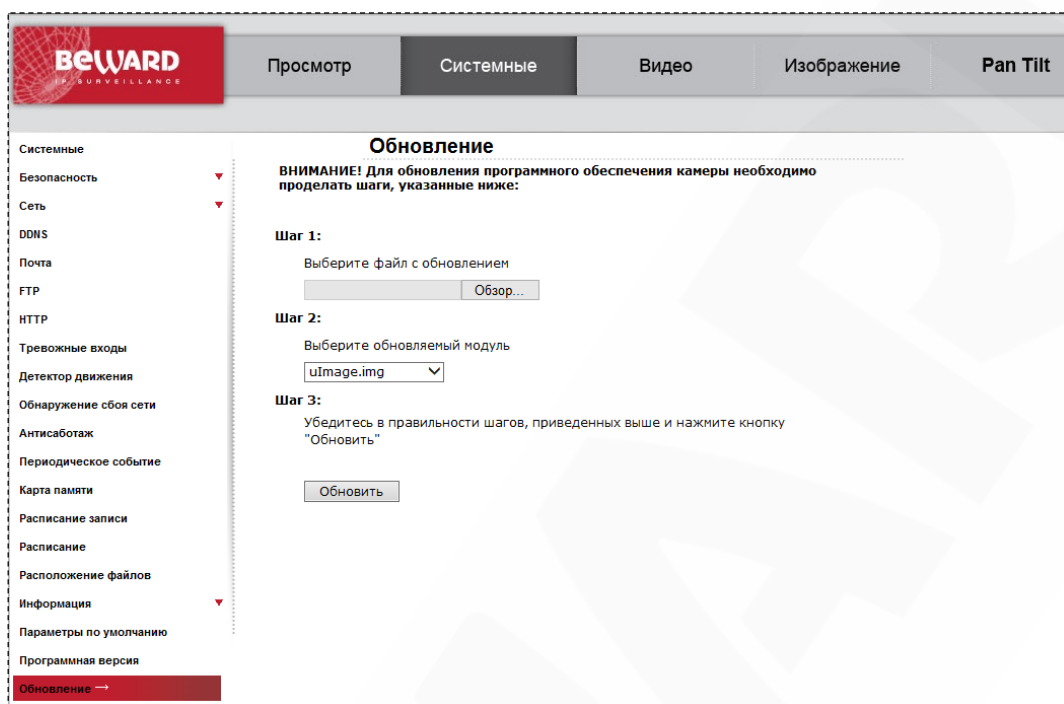 BEWARD
IP SURVEILLANCE
Просмотр
Системные
Видео
Изображение
Pan Tilt
Системные
Безопасность
Сеть
DDNS
Почта
FTP
HTTP
Тревожные входы
Детектор движения
Обнаружение сбоя сети
Антисаботаж
Периодическое событие
Карта памяти
Расписание записи
Расписание
Расположение файлов
Информация
Параметры по умолчанию
Программная версия
Обновление →
Обновление
ВНИМАНИЕ! Для обновления программного обеспечения камеры необходимо
проделать шаги, указанные ниже:
Шаг 1:
Выберите файл с обновлением
Обзор...
Шаг 2:
Выберите обновляемый модуль
uImage.img
Шаг 3:
Убедитесь в правильности шагов, приведенных выше и нажмите кнопку
"Обновить"
Обновить